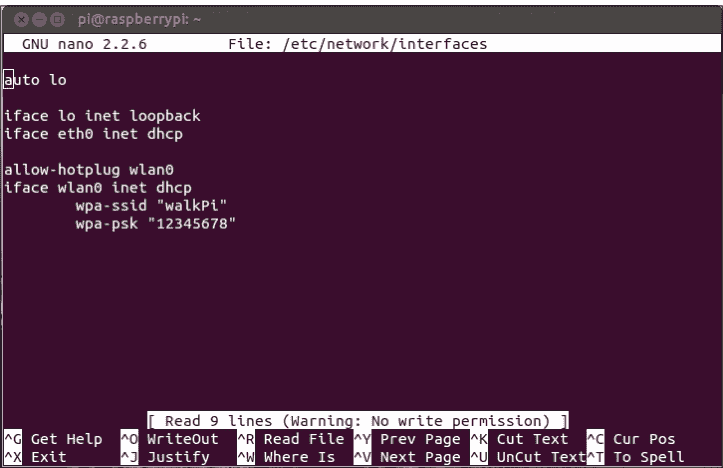 pi@raspberrypi: ~
GNU nano 2.2.6 File: /etc/network/interfaces
auto lo
iface lo inet loopback
iface eth0 inet dhcp
allow-hotplug wlan0
iface wlan0 inet dhcp
wpa-ssid "walkPi"
wpa-psk "12345678"
[ Read 9 lines (Warning: No write permission) ]
^G Get Help ^O WriteOut ^R Read File ^Y Prev Page ^K Cut Text ^C Cur Pos
^X Exit ^J Justify ^W Where Is ^V Next Page ^U UnCut Text ^T To Spell